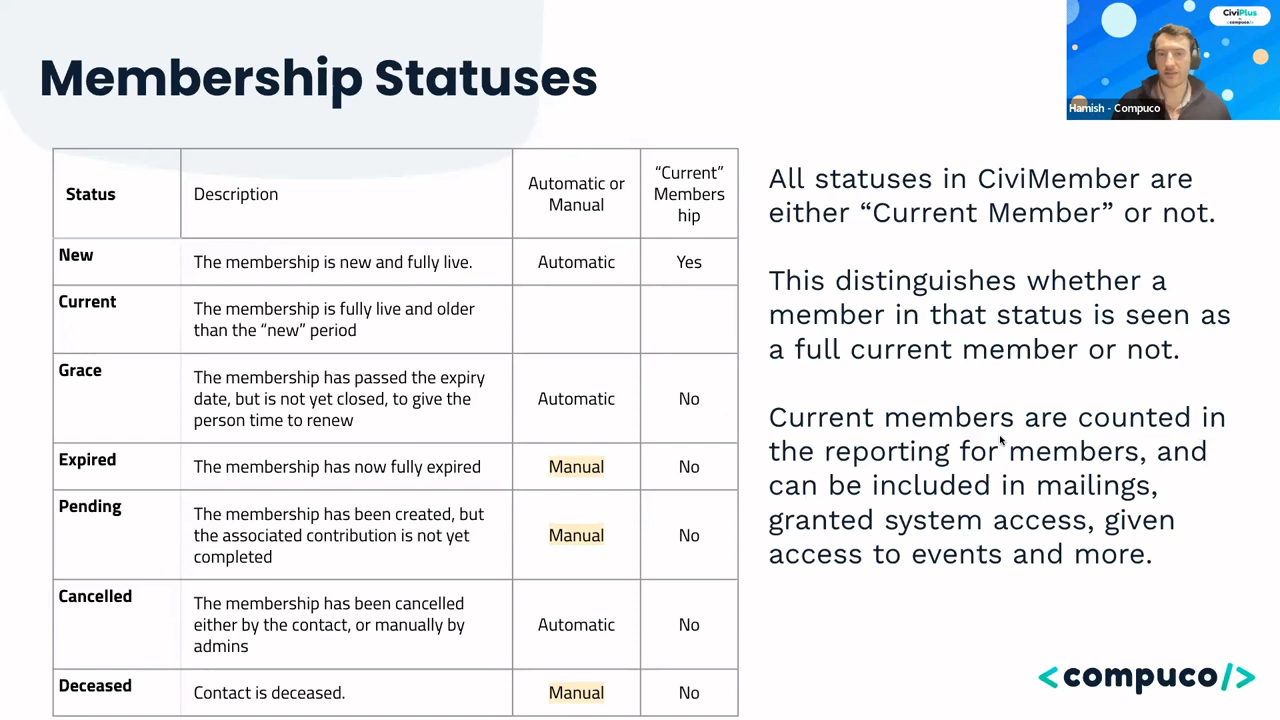 Membership Statuses
CiviPlus
by
<compuco/>
Hamish - Compuco
Status
Description
Automatic or
Manual
“Current”
Members
hip
New
The membership is new and fully live.
Automatic
Yes
Current
The membership is fully live and older
than the “new” period
Grace
The membership has passed the expiry
date, but is not yet closed, to give the
person time to renew
Automatic
No
Expired
The membership has now fully expired
Manual
No
Pending
The membership has been created, but
the associated contribution is not yet
completed
Manual
No
Cancelled
The membership has been cancelled
either by the contact, or manually by
admins
Automatic
No
Deceased
Contact is deceased.
Manual
No
All statuses in CiviMember are
either “Current Member” or not.
This distinguishes whether a
member in that status is seen as
a full current member or not.
Current members are counted in
the reporting for members, and
can be included in mailings,
granted system access, given
access to events and more.
<compuco/>